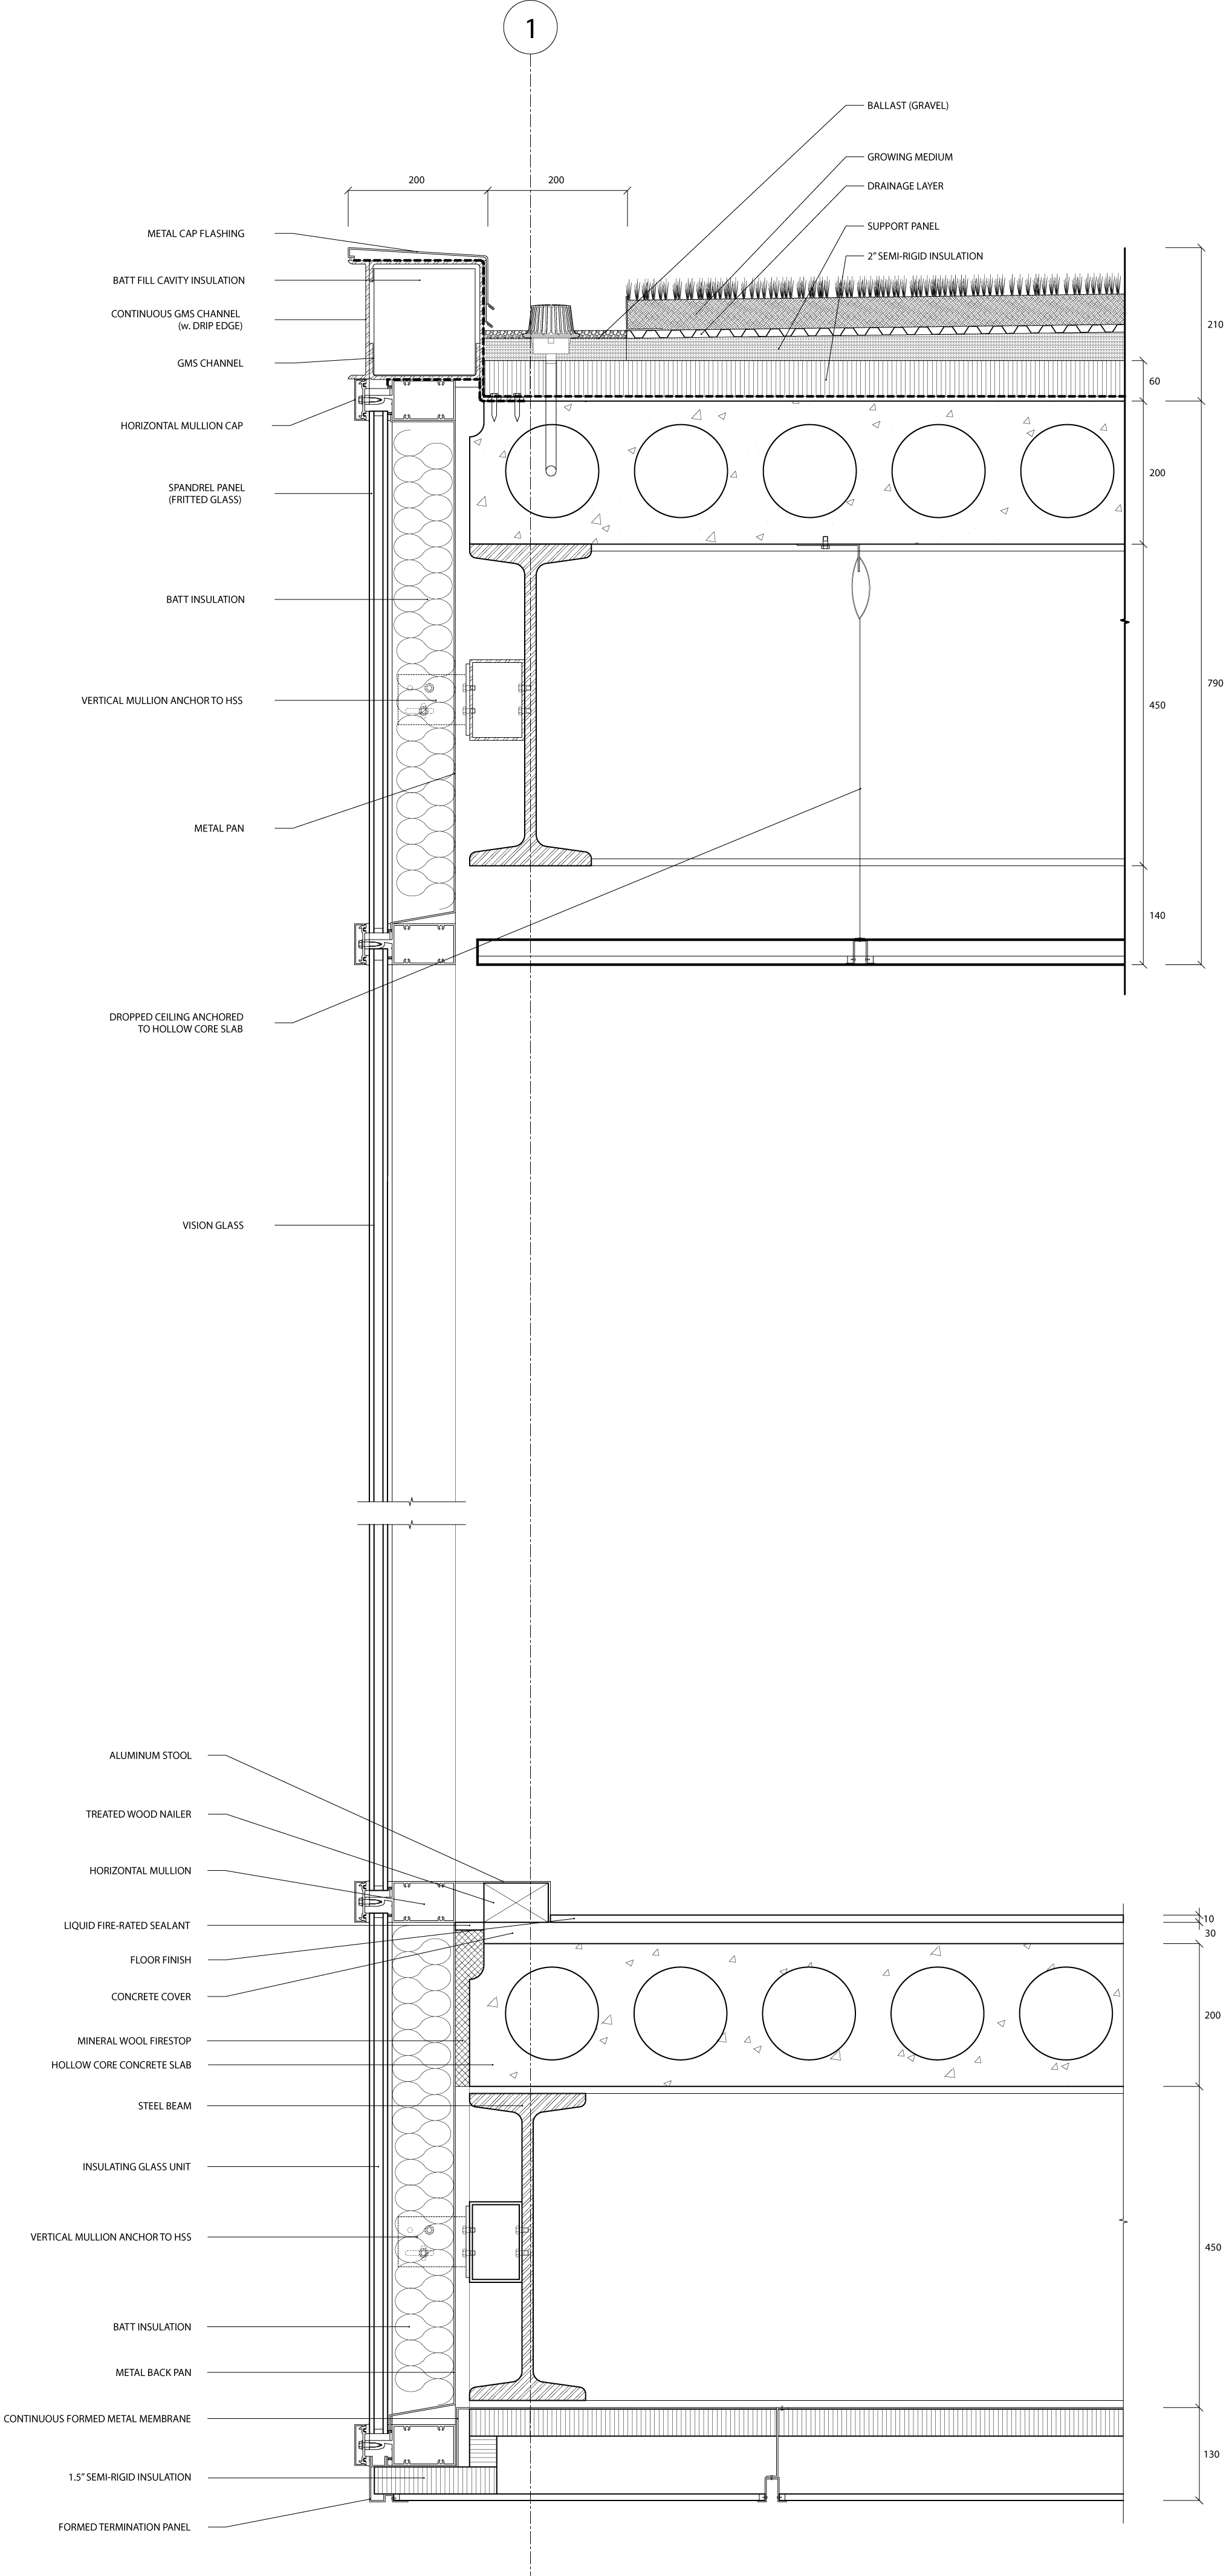 1
BALLAST (GRAVEL)
GROWING MEDIUM
200
200
DRAINAGE LAYER
SUPPORT PANEL
METAL CAP FLASHING
2" SEMI-RIGID INSULATION
BATT FILL CAVITY INSULATION
CONTINUOUS GMS CHANNEL
(w. DRIP EDGE)
210
GMS CHANNEL
60
HORIZONTAL MULLION CAP
200
SPANDREL PANEL
(FRITTED GLASS)
BATT INSULATION
790
VERTICAL MULLION ANCHOR TO HSS
450
METAL PAN
140
DROPPED CEILING ANCHORED
TO HOLLOW CORE SLAB
VISION GLASS
ALUMINUM STOOL
TREATED WOOD NAILER
HORIZONTAL MULLION
10
LIQUID FIRE-RATED SEALANT
30
FLOOR FINISH
CONCRETE COVER
200
MINERAL WOOL FIRESTOP
HOLLOW CORE CONCRETE SLAB
STEEL BEAM
INSULATING GLASS UNIT
VERTICAL MULLION ANCHOR TO HSS
450
BATT INSULATION
METAL BACK PAN
CONTINUOUS FORMED METAL MEMBRANE
130
1.5" SEMI-RIGID INSULATION
FORMED TERMINATION PANEL